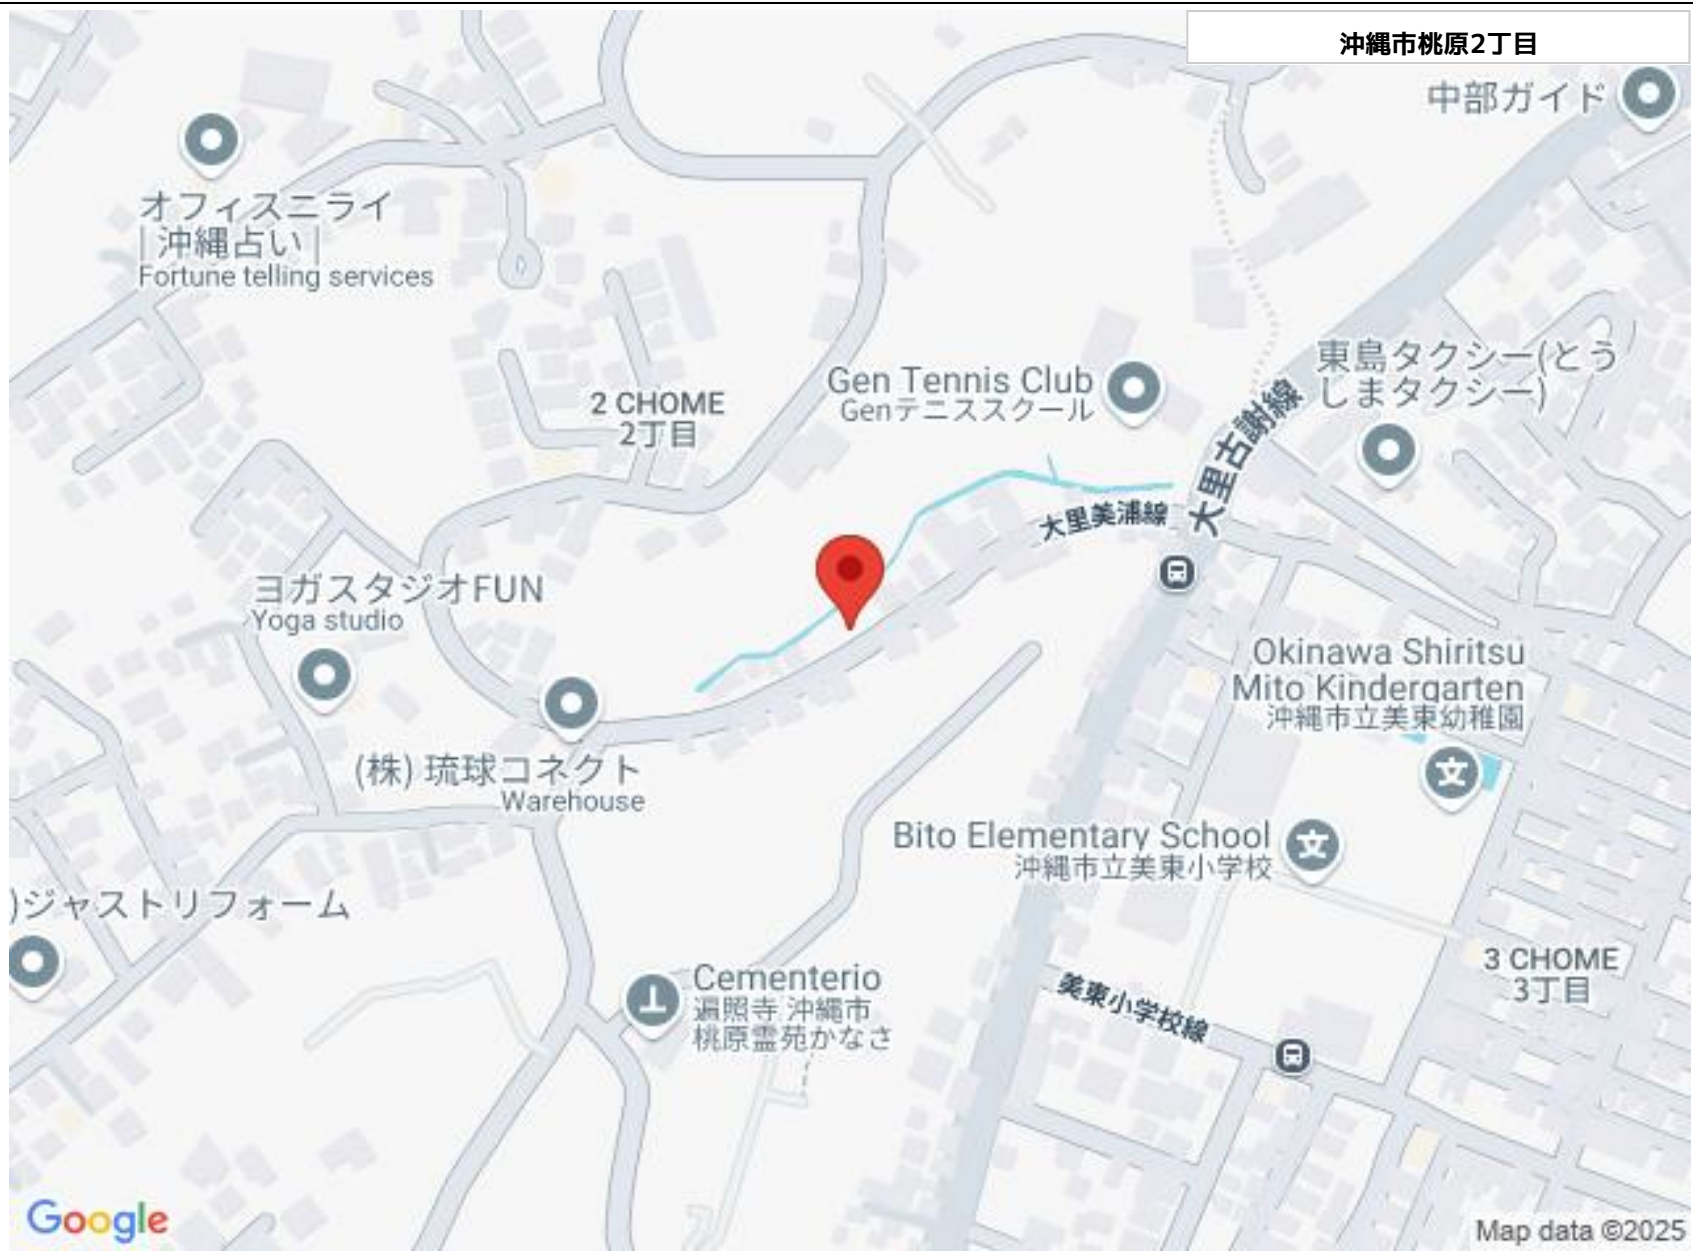 沖縄市桃原2丁目
中部ガイド
オフィスニライ
| 沖縄占い |
Fortune telling services
東島タクシー(とう
しまタクシー)
Gen Tennis Club
Genテニススクール
2 CHOME
2丁目
大里古謝線
大里美浦線
ヨガスタジオFUN
Yoga studio
Okinawa Shiritsu
Mito Kindergarten
沖縄市立美東幼稚園
文
(株) 琉球コネクト
Warehouse
Bito Elementary School
沖縄市立美東小学校
文
)ジャストリフォーム
Cementerio
遍照寺 沖縄市
桃原霊苑かなさ
3 CHOME
3丁目
美東小学校線
Google
Map data ©2025